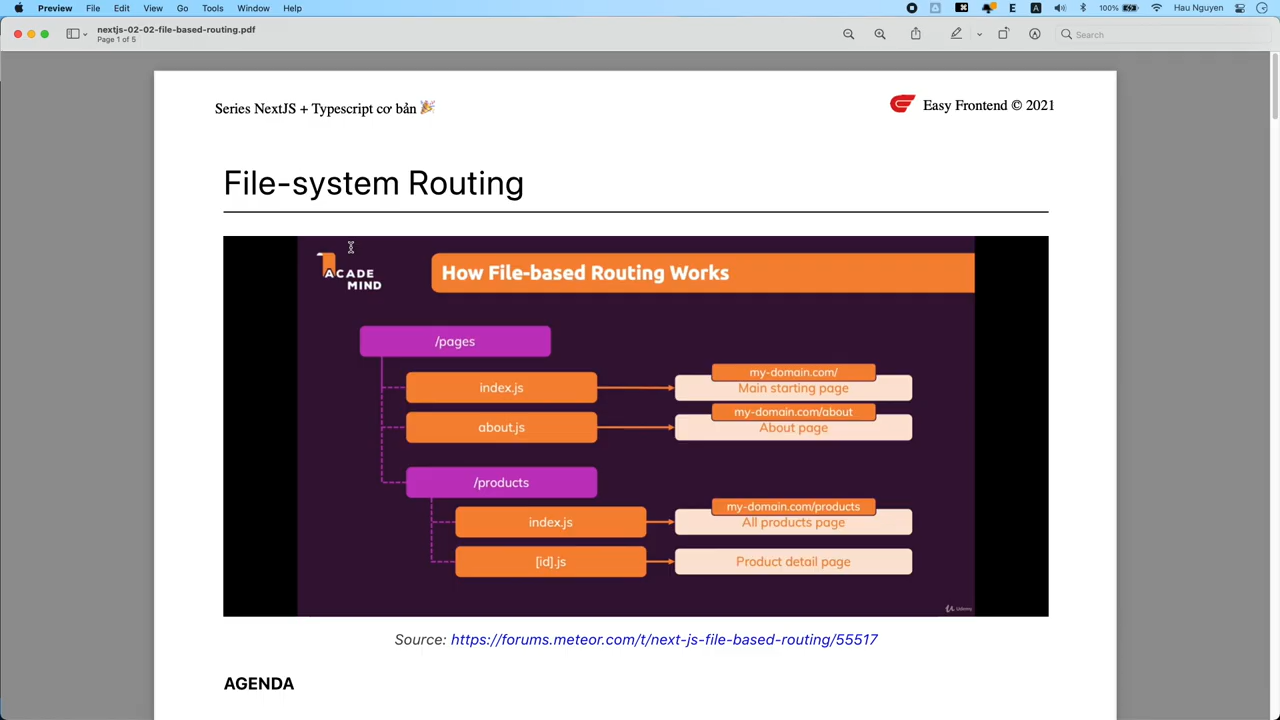 Preview File Edit View Go Tools Window Help
100% Hau Nguyen
nextjs-02-02-file-based-routing.pdf
Page 1 of 5
Search
Series NextJS + Typescript cơ bản 🎉
Easy Frontend © 2021
File-system Routing
ACADE
MIND
How File-based Routing Works
/pages
index.js
my-domain.com/
Main starting page
about.js
my-domain.com/about
About page
/products
index.js
my-domain.com/products
All products page
[id].js
Product detail page
Udemy
Source: https://forums.meteor.com/t/next-js-file-based-routing/55517
AGENDA